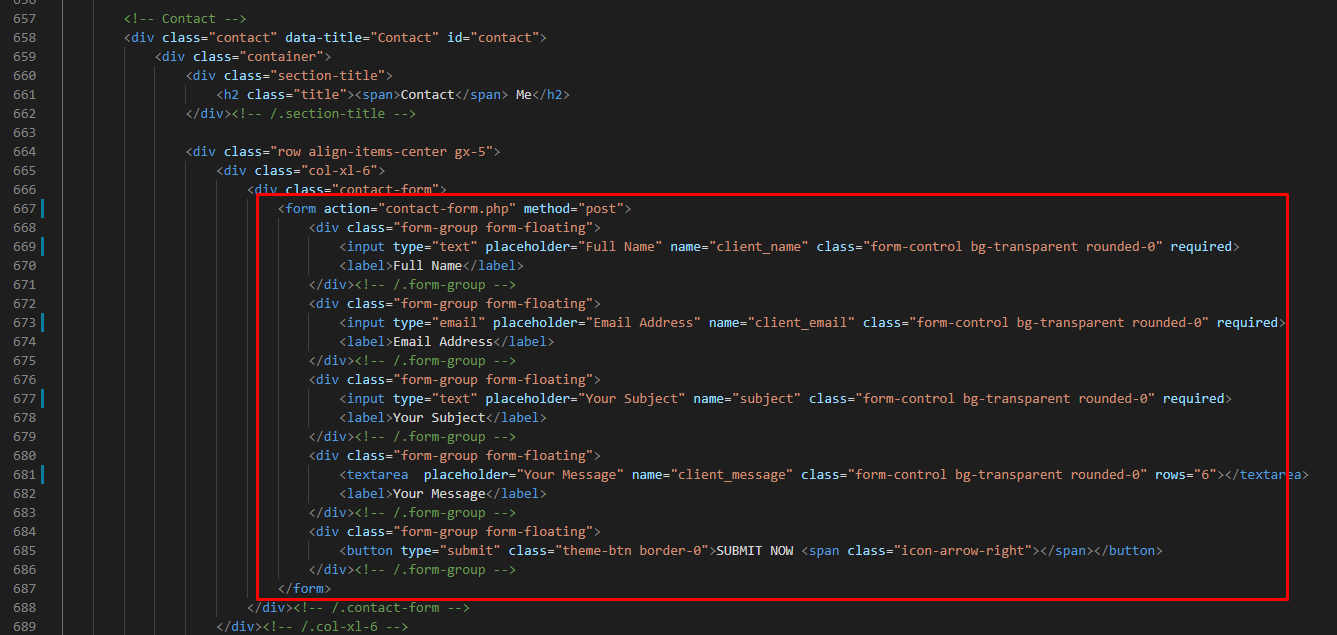 656
657 <!-- Contact -->
658 <div class="contact" data-title="Contact" id="contact">
659 <div class="container">
660 <div class="section-title">
661 <h2 class="title"><span>Contact</span> Me</h2>
662 </div><!-- /.section-title -->
663
664 <div class="row align-items-center gx-5">
665 <div class="col-xl-6">
666 <div class="contact-form">
667 <form action="contact-form.php" method="post">
668 <div class="form-group form-floating">
669 <input type="text" placeholder="Full Name" name="client_name" class="form-control bg-transparent rounded-0" required>
670 <label>Full Name</label>
671 </div><!-- /.form-group -->
672 <div class="form-group form-floating">
673 <input type="email" placeholder="Email Address" name="client_email" class="form-control bg-transparent rounded-0" required>
674 <label>Email Address</label>
675 </div><!-- /.form-group -->
676 <div class="form-group form-floating">
677 <input type="text" placeholder="Your Subject" name="subject" class="form-control bg-transparent rounded-0" required>
678 <label>Your Subject</label>
679 </div><!-- /.form-group -->
680 <div class="form-group form-floating">
681 <textarea  placeholder="Your Message" name="client_message" class="form-control bg-transparent rounded-0" rows="6"></textarea>
682 <label>Your Message</label>
683 </div><!-- /.form-group -->
684 <div class="form-group form-floating">
685 <button type="submit" class="theme-btn border-0">SUBMIT NOW <span class="icon-arrow-right"></span></button>
686 </div><!-- /.form-group -->
687 </form>
688 </div><!-- /.contact-form -->
689 </div><!-- /.col-xl-6 -->